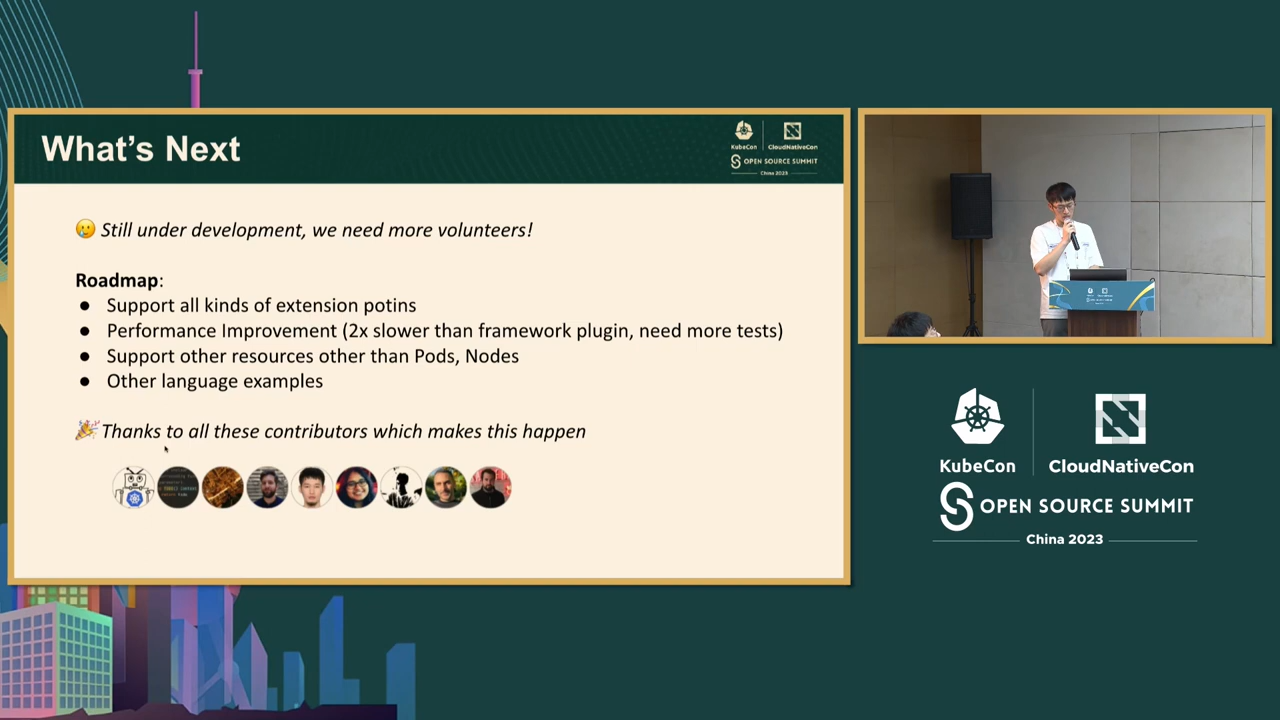 What's Next
KubeCon
CloudNativeCon
OPEN SOURCE SUMMIT
China 2023
🥲 Still under development, we need more volunteers!
Roadmap:
● Support all kinds of extension potins
● Performance Improvement (2x slower than framework plugin, need more tests)
● Support other resources other than Pods, Nodes
● Other language examples
🎉 Thanks to all these contributors which makes this happen
KubeCon
CloudNativeCon
OPEN SOURCE SUMMIT
China 2023